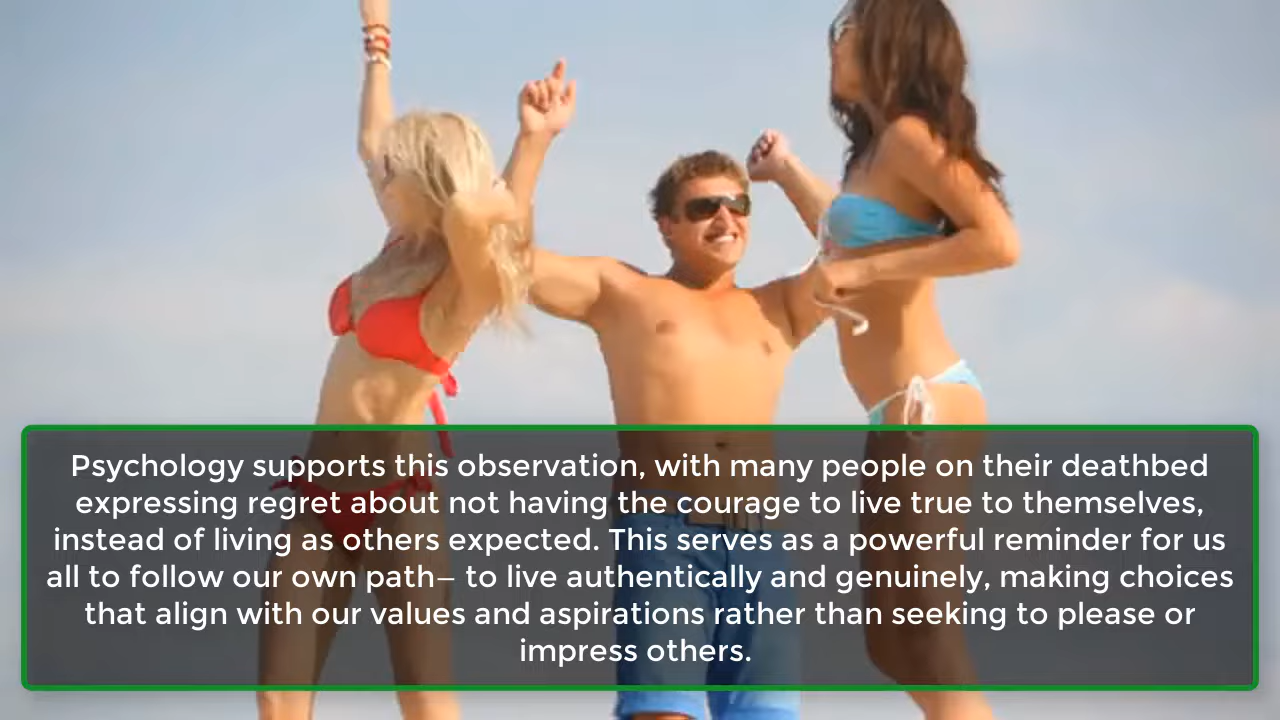 Psychology supports this observation, with many people on their deathbed
expressing regret about not having the courage to live true to themselves,
instead of living as others expected. This serves as a powerful reminder for us
all to follow our own path– to live authentically and genuinely, making choices
that align with our values and aspirations rather than seeking to please or
impress others.